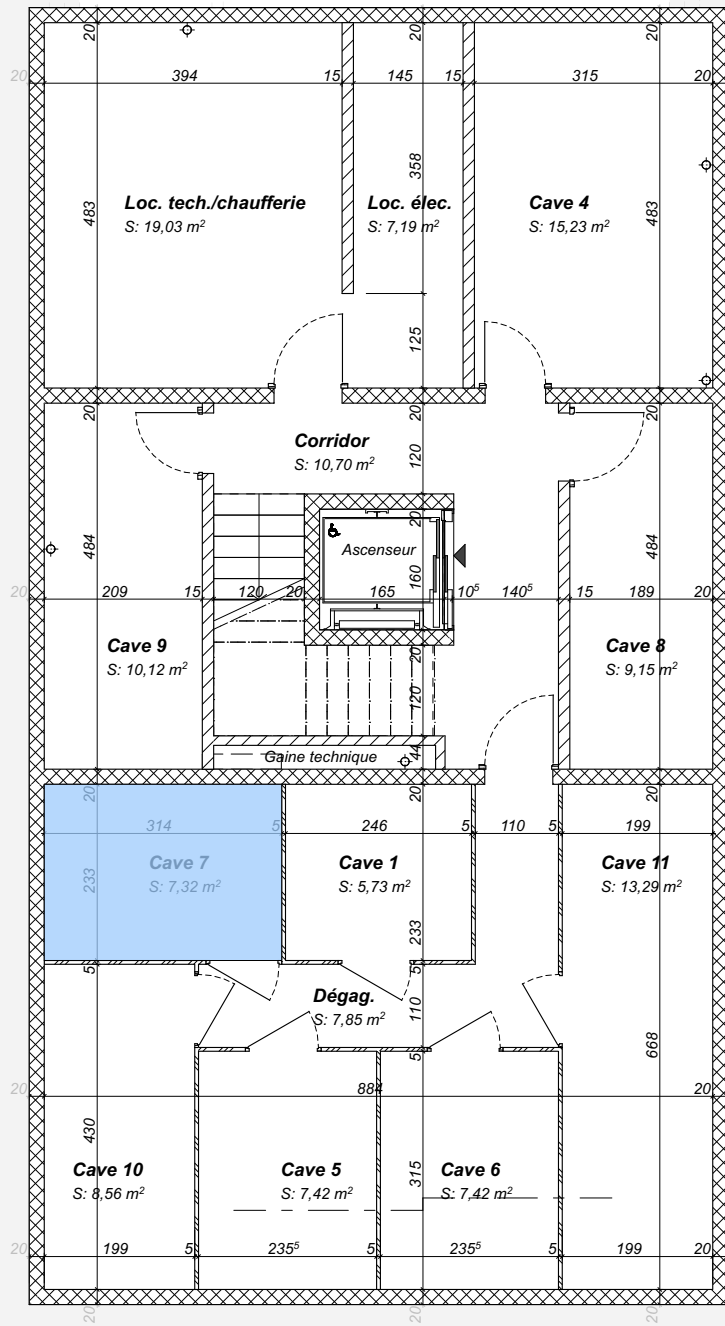 20
20
20
20
394
15
145
15
315
20
483
358
483
Loc. tech./chaufferie
S: 19,03 m²
Loc. élec.
S: 7,19 m²
Cave 4
S: 15,23 m²
125
20
20
20
Corridor
S: 10,70 m²
120
20
Ascenseur
484
160
484
20
209
15
120
20
165
10⁵
140⁵
15
189
20
Cave 9
S: 10,12 m²
Cave 8
S: 9,15 m²
20
120
44
Gaine technique
20
20
20
314
5
246
5
110
5
199
Cave 7
S: 7,32 m²
233
Cave 1
S: 5,73 m²
Cave 11
S: 13,29 m²
233
5
5
Dégag.
S: 7,85 m²
110
5
668
20
884
20
430
315
Cave 10
S: 8,56 m²
Cave 5
S: 7,42 m²
Cave 6
S: 7,42 m²
20
199
5
235⁵
5
235⁵
5
199
20
20
20
20